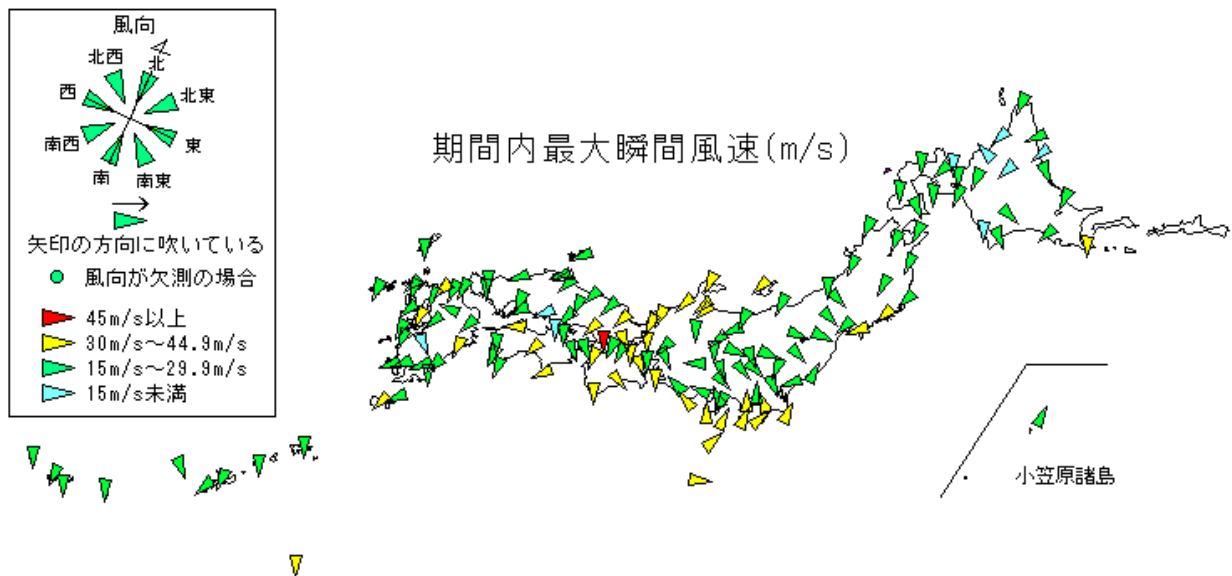 風向
北西
北
西
北東
南西
東
南
南東
矢印の方向に吹いている
風向が欠測の場合
45m/s以上
30m/s～44.9m/s
15m/s～29.9m/s
15m/s未満
期間内最大瞬間風速(m/s)
小笠原諸島